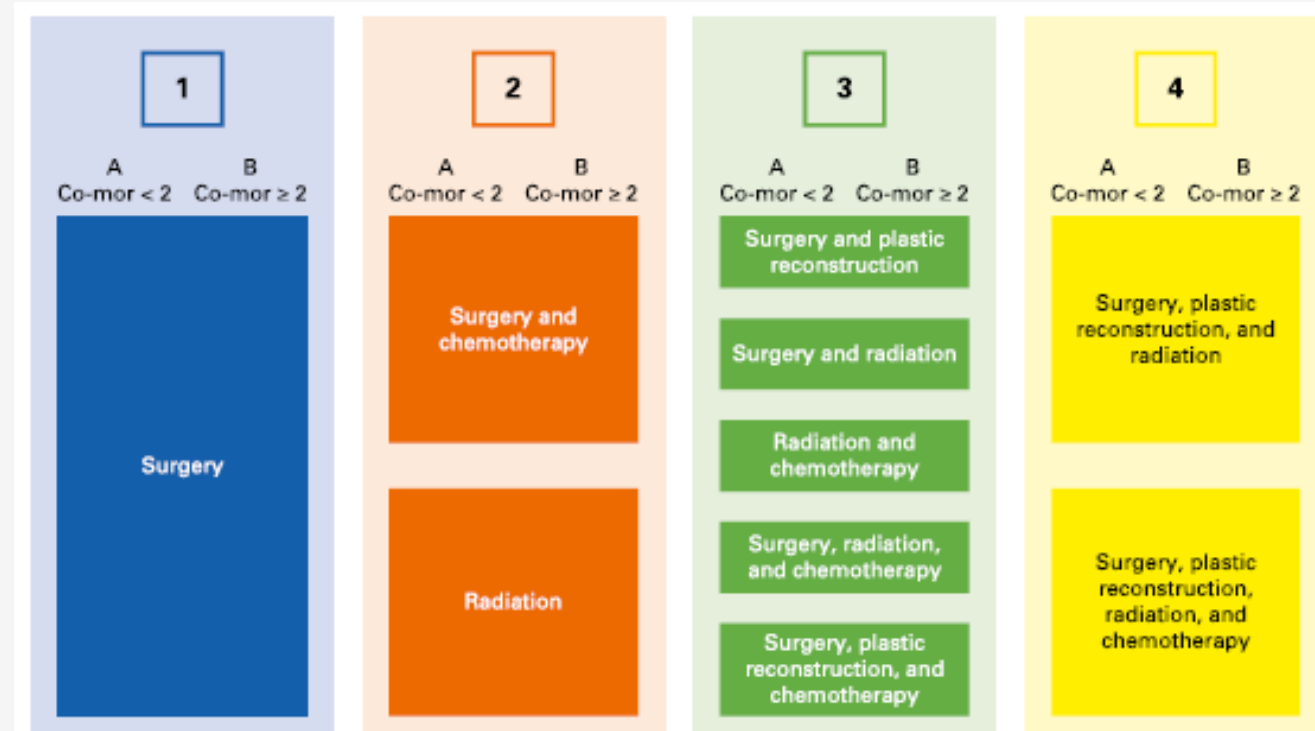 1
A B
Co-mor < 2 Co-mor ≥ 2
Surgery
2
A B
Co-mor < 2 Co-mor ≥ 2
Surgery and
chemotherapy
Radiation
3
A B
Co-mor < 2 Co-mor ≥ 2
Surgery and plastic
reconstruction
Surgery and radiation
Radiation and
chemotherapy
Surgery, radiation,
and chemotherapy
Surgery, plastic
reconstruction, and
chemotherapy
4
A B
Co-mor < 2 Co-mor ≥ 2
Surgery, plastic
reconstruction, and
radiation
Surgery, plastic
reconstruction,
radiation, and
chemotherapy